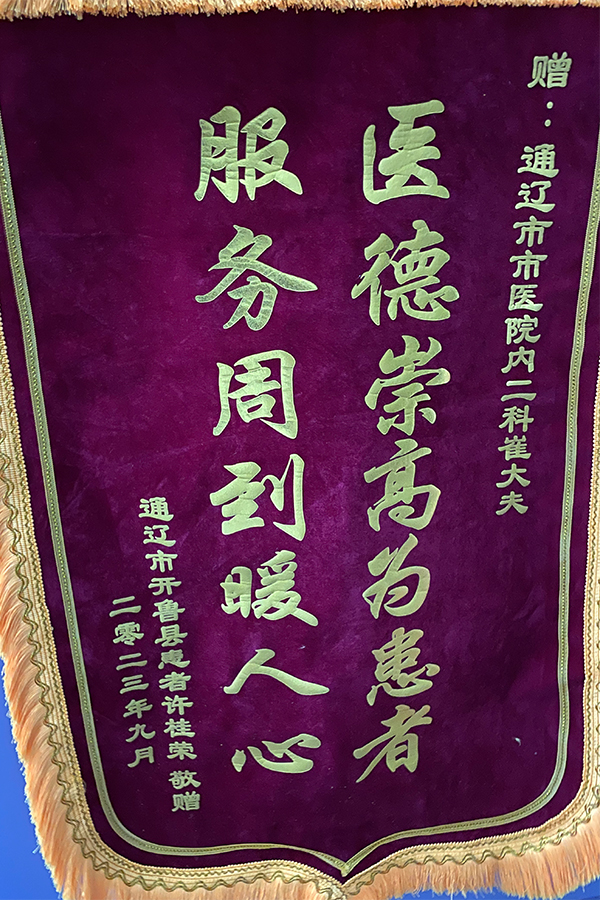 赠：通辽市市医院内二科崔大夫
医德崇高为患者
服务周到暖人心
通辽市开鲁县患者许桂荣 敬赠
二零二三年九月